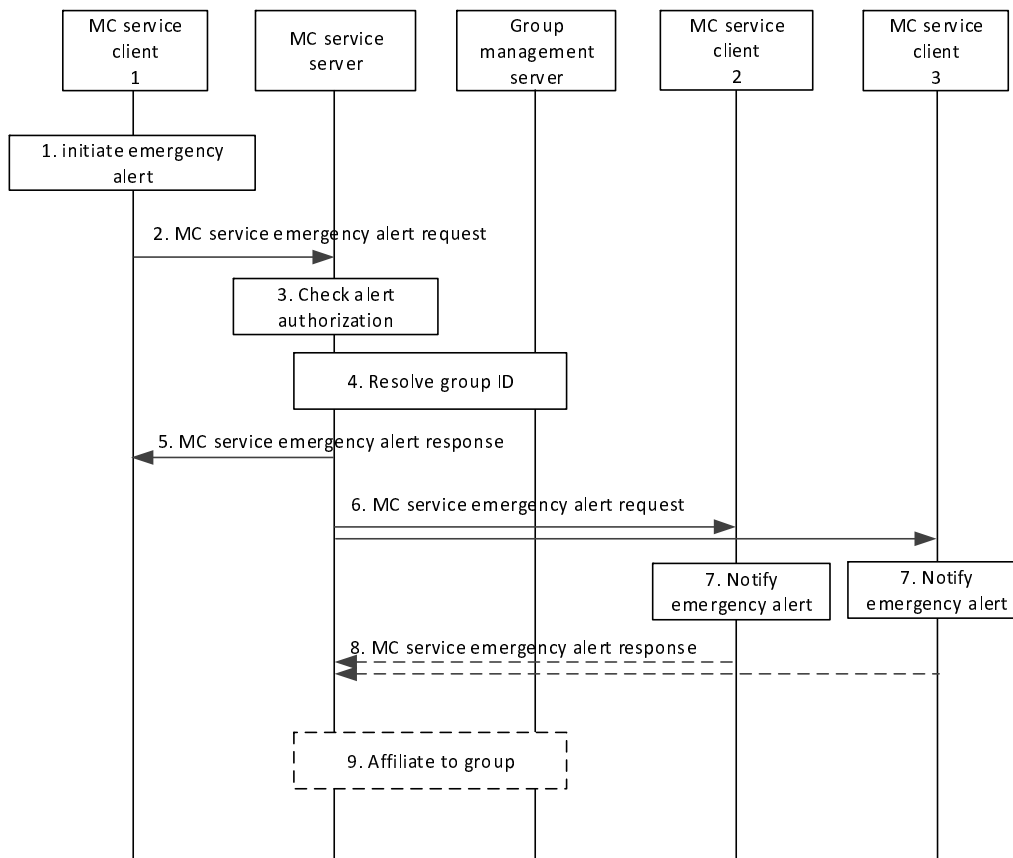 MC service
client
1
MC service
server
Group
management
server
MC service
client
2
MC service
client
3
1. initiate emergency
alert
2. MC service emergency alert request
3. Check alert
authorization
4. Resolve group ID
5. MC service emergency alert response
6. MC service emergency alert request
7. Notify
emergency alert
7. Notify
emergency alert
8. MC service emergency alert response
9. Affiliate to group